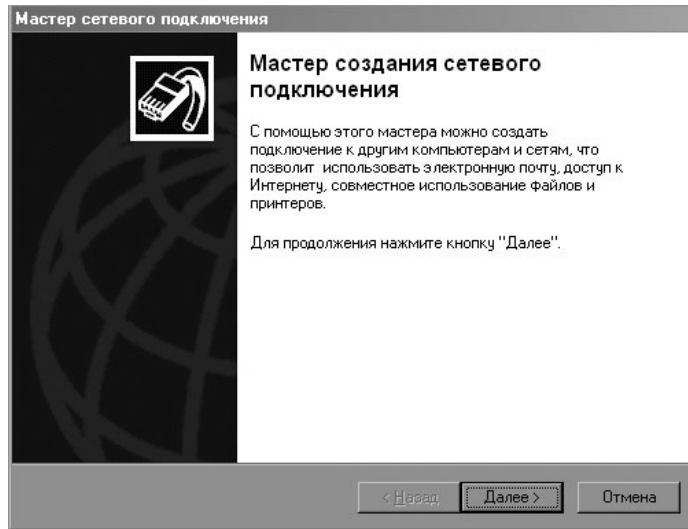 Мастер сетевого подключения
Мастер создания сетевого
подключения
С помощью этого мастера можно создать
подключение к другим компьютерам и сетям, что
позволит использовать электронную почту, доступ к
Интернету, совместное использование файлов и
принтеров.
Для продолжения нажмите кнопку "Далее".
< Назад
Далее >
Отмена